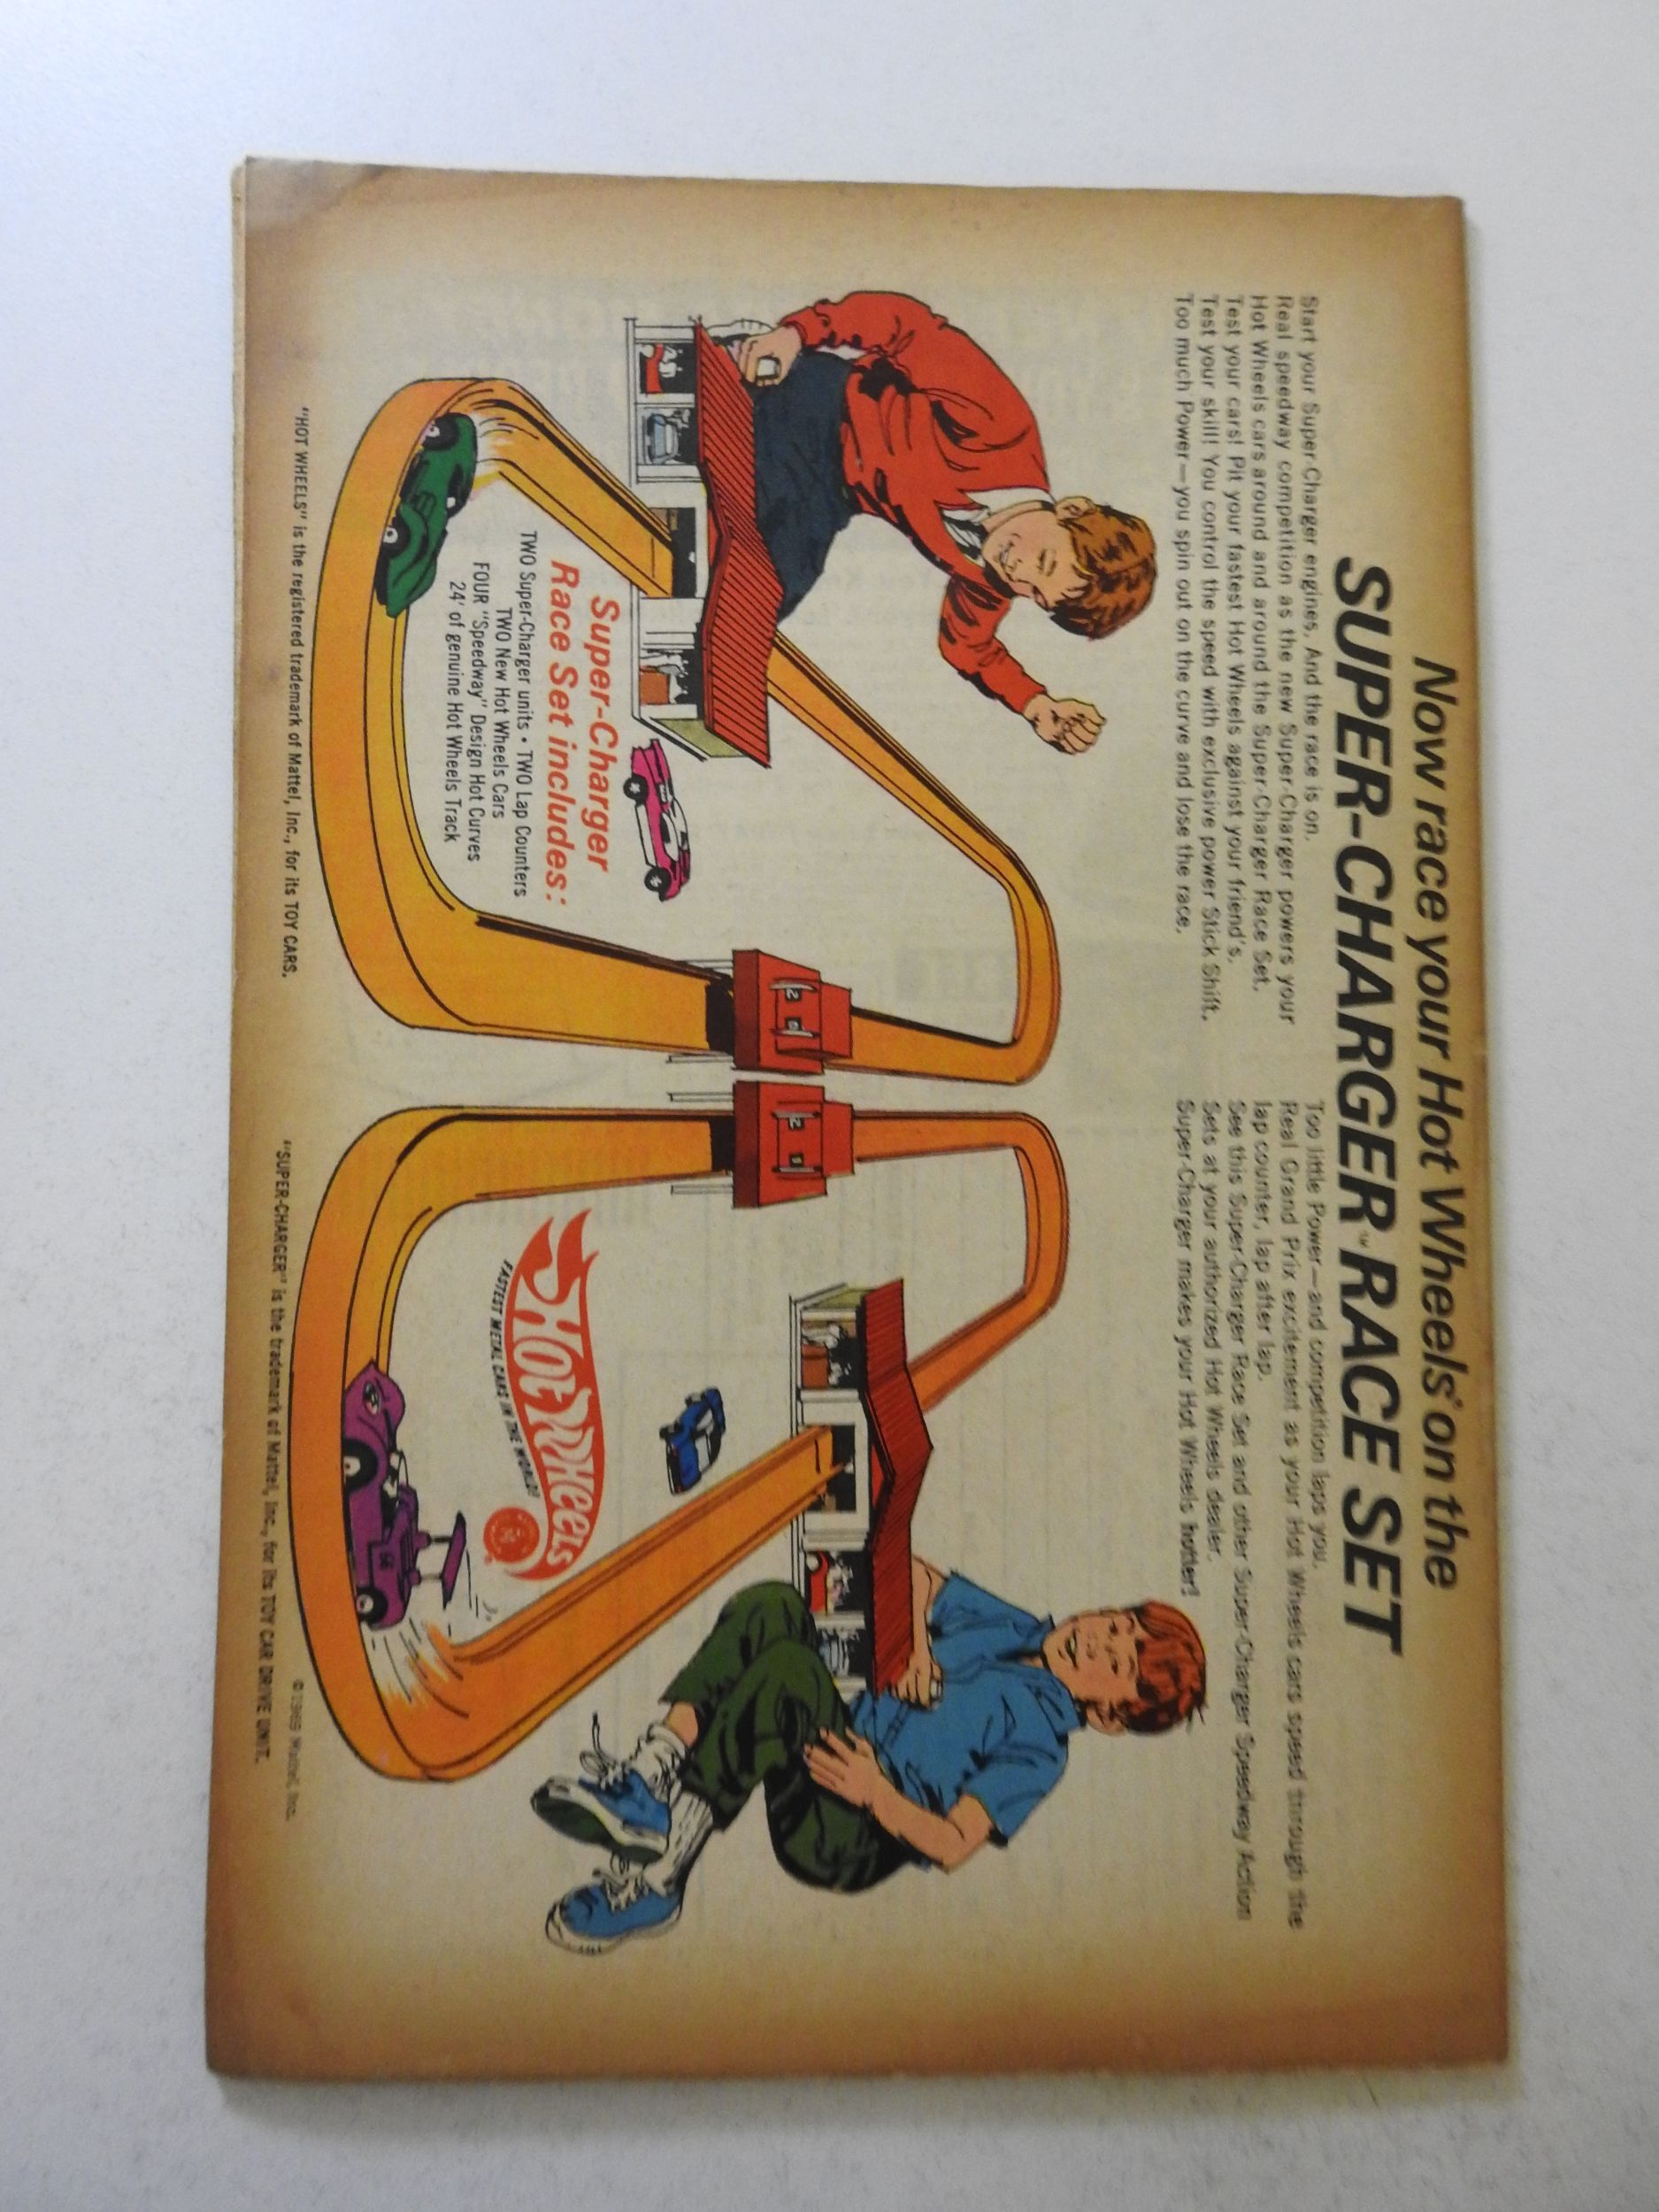 Now race your Hot Wheels® on the
SUPER-CHARGER™ RACE SET
Start your Super-Charger engines. And the race is on.
Real speedway competition as the new Super-Charger powers your
Hot Wheels cars around and around the Super-Charger Race Set.
Test your cars! Pit your fastest Hot Wheels against your friend's.
Test your skill! You control the speed with exclusive power Stick Shift.
Too much Power—you spin out on the curve and lose the race.
Too little Power—and competition laps you.
Real Grand Prix excitement as your Hot Wheels cars speed through the
lap counter, lap after lap.
See this Super-Charger Race Set and other Super-Charger Speedway Action
Sets at your authorized Hot Wheels dealer.
Super-Charger makes your Hot Wheels hotter!
Super-Charger
Race Set includes:
TWO Super-Charger units • TWO Lap Counters
TWO New Hot Wheels Cars
FOUR "Speedway" Design Hot Curves
24' of genuine Hot Wheels Track
HOT WHEELS
FASTEST METAL CARS IN THE WORLD!
"HOT WHEELS" is the registered trademark of Mattel, Inc., for its TOY CARS.
"SUPER-CHARGER" is the trademark of Mattel, Inc., for its TOY CAR DRIVE UNIT.
©1969 Mattel, Inc.